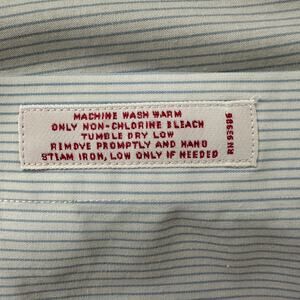 MACHINE WASH WARM
ONLY NON-CHLORINE BLEACH
TUMBLE DRY LOW
REMOVE PROMPTLY AND HANG
STEAM IRON, LOW ONLY IF NEEDED
RN 93986